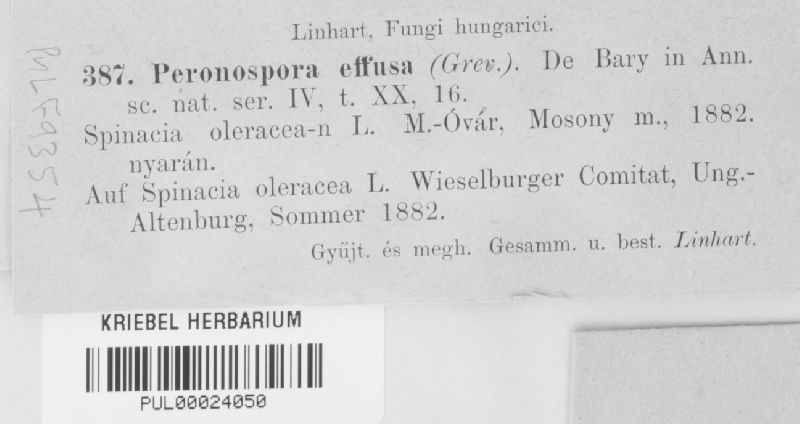 Linhart, Fungi hungarici.
387. Peronospora effusa (Grev.). De Bary in Ann.
sc. nat. ser. IV, t. XX, 16.
Spinacia oleracea-n L. M.-Óvár, Mosony m., 1882.
nyarán.
Auf Spinacia oleracea L. Wieselburger Comitat, Ung.-
Altenburg, Sommer 1882.
Gyűjt. és megh. Gesamm. u. best. Linhart.
PUL F9354
KRIEBEL HERBARIUM
PUL00024050